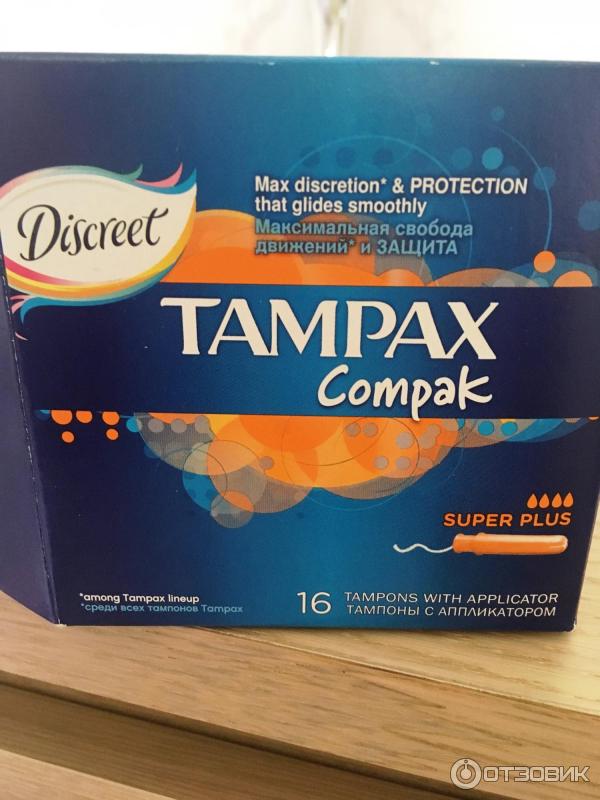 Discreet
Max discretion* & PROTECTION
that glides smoothly
Максимальная свобода
движений* и ЗАЩИТА
TAMPAX
Compak
SUPER PLUS
*among Tampax lineup
*среди всех тампонов Tampax
16 TAMPONS WITH APPLICATOR
ТАМПОНЫ С АППЛИКАТОРОМ
ОТЗОВИК